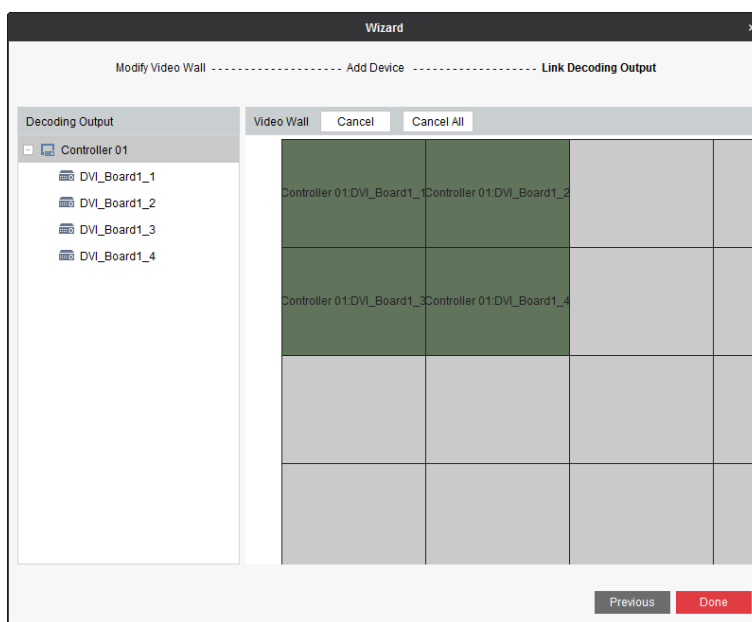 Wizard
Modify Video Wall - - - - - - - - - - - - - - - - - - - Add Device - - - - - - - - - - - - - - - - - - Link Decoding Output
Decoding Output
Video Wall Cancel Cancel All
Controller 01
DVI_Board1_1
DVI_Board1_2
DVI_Board1_3
DVI_Board1_4
Controller 01:DVI_Board1_1 Controller 01:DVI_Board1_2
Controller 01:DVI_Board1_3 Controller 01:DVI_Board1_4
Previous Done